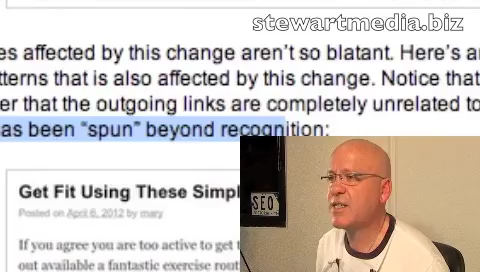 stewartmedia.biz
es affected by this change aren't so blatant. Here's an
tterns that is also affected by this change. Notice that
er that the outgoing links are completely unrelated to
as been "spun" beyond recognition:
Get Fit Using These Simpl
Posted on April 6, 2012 by mary
SEO
If you agree you are too active to get t
out available a fantastic exercise rout